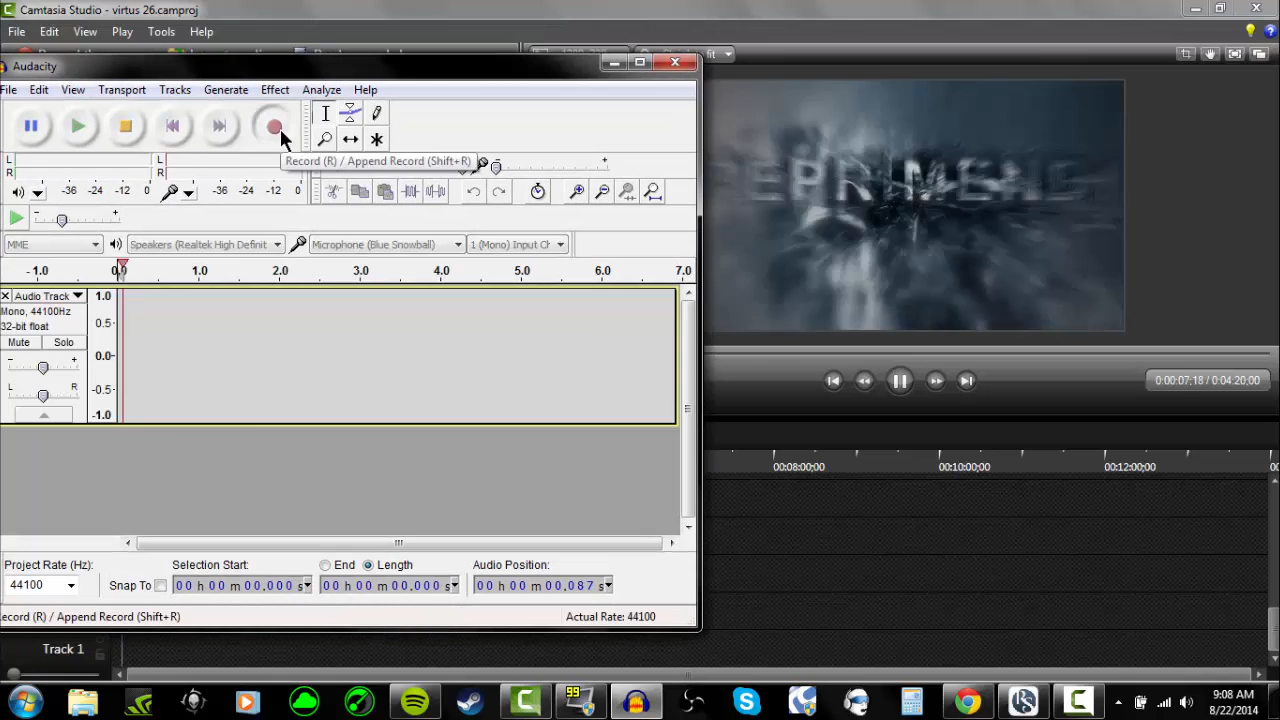 Camtasia Studio - virtus 26.camproj
File Edit View Play Tools Help
Audacity
File Edit View Transport Tracks Generate Effect Analyze Help
Record (R) / Append Record (Shift+R)
L
R
L
R
-36 -24 -12 0
-36 -24 -12 0
MME
Speakers (Realtek High Definit
Microphone (Blue Snowball)
1 (Mono) Input Ch
- 1.0 0.0 1.0 2.0 3.0 4.0 5.0 6.0 7.0
Audio Track
Mono, 44100Hz
32-bit float
Mute Solo
L R
1.0
0.5
0.0
-0.5
-1.0
0:00:07;18 / 0:04:20;00
00:08:00;00 00:10:00;00 00:12:00;00
Project Rate (Hz):
44100
Snap To
Selection Start:
00 h 00 m 00.000 s
End Length
00 h 00 m 00.000 s
Audio Position:
00 h 00 m 00.087 s
ecord (R) / Append Record (Shift+R)
Actual Rate: 44100
Track 1
99
9:08 AM
8/22/2014